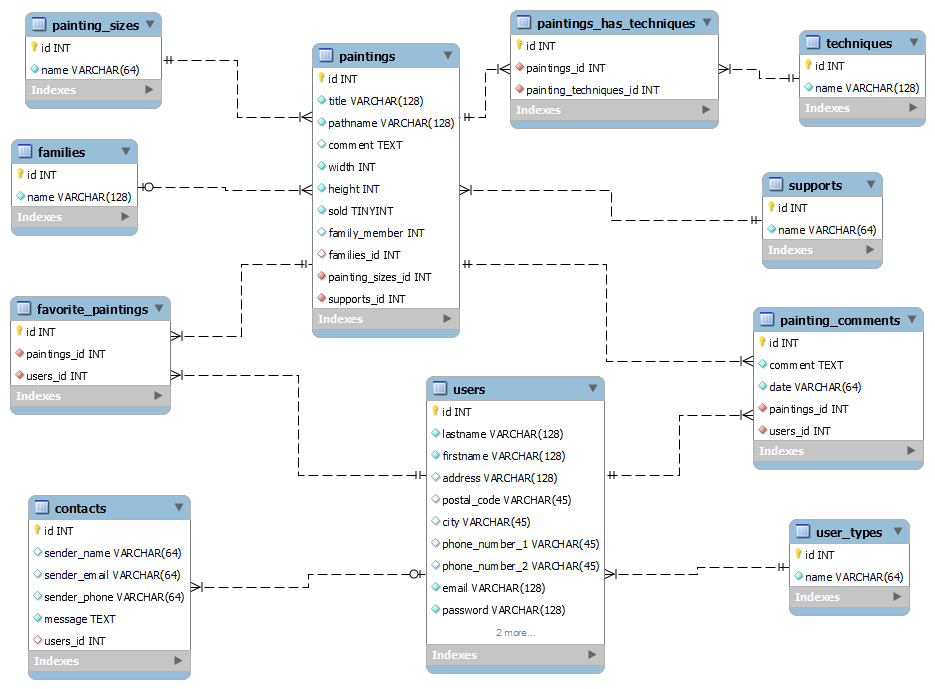 painting_sizes
id INT
name VARCHAR(64)
Indexes
families
id INT
name VARCHAR(128)
Indexes
favorite_paintings
id INT
paintings_id INT
users_id INT
Indexes
contacts
id INT
sender_name VARCHAR(64)
sender_email VARCHAR(64)
sender_phone VARCHAR(64)
message TEXT
users_id INT
Indexes
paintings
id INT
title VARCHAR(128)
pathname VARCHAR(128)
comment TEXT
width INT
height INT
sold TINYINT
family_member INT
families_id INT
painting_sizes_id INT
supports_id INT
Indexes
users
id INT
lastname VARCHAR(128)
firstname VARCHAR(128)
address VARCHAR(128)
postal_code VARCHAR(45)
city VARCHAR(45)
phone_number_1 VARCHAR(45)
phone_number_2 VARCHAR(45)
email VARCHAR(128)
password VARCHAR(128)
2 more...
Indexes
paintings_has_techniques
id INT
paintings_id INT
painting_techniques_id INT
Indexes
techniques
id INT
name VARCHAR(128)
Indexes
supports
id INT
name VARCHAR(64)
Indexes
painting_comments
id INT
comment TEXT
date VARCHAR(64)
paintings_id INT
users_id INT
Indexes
user_types
id INT
name VARCHAR(64)
Indexes